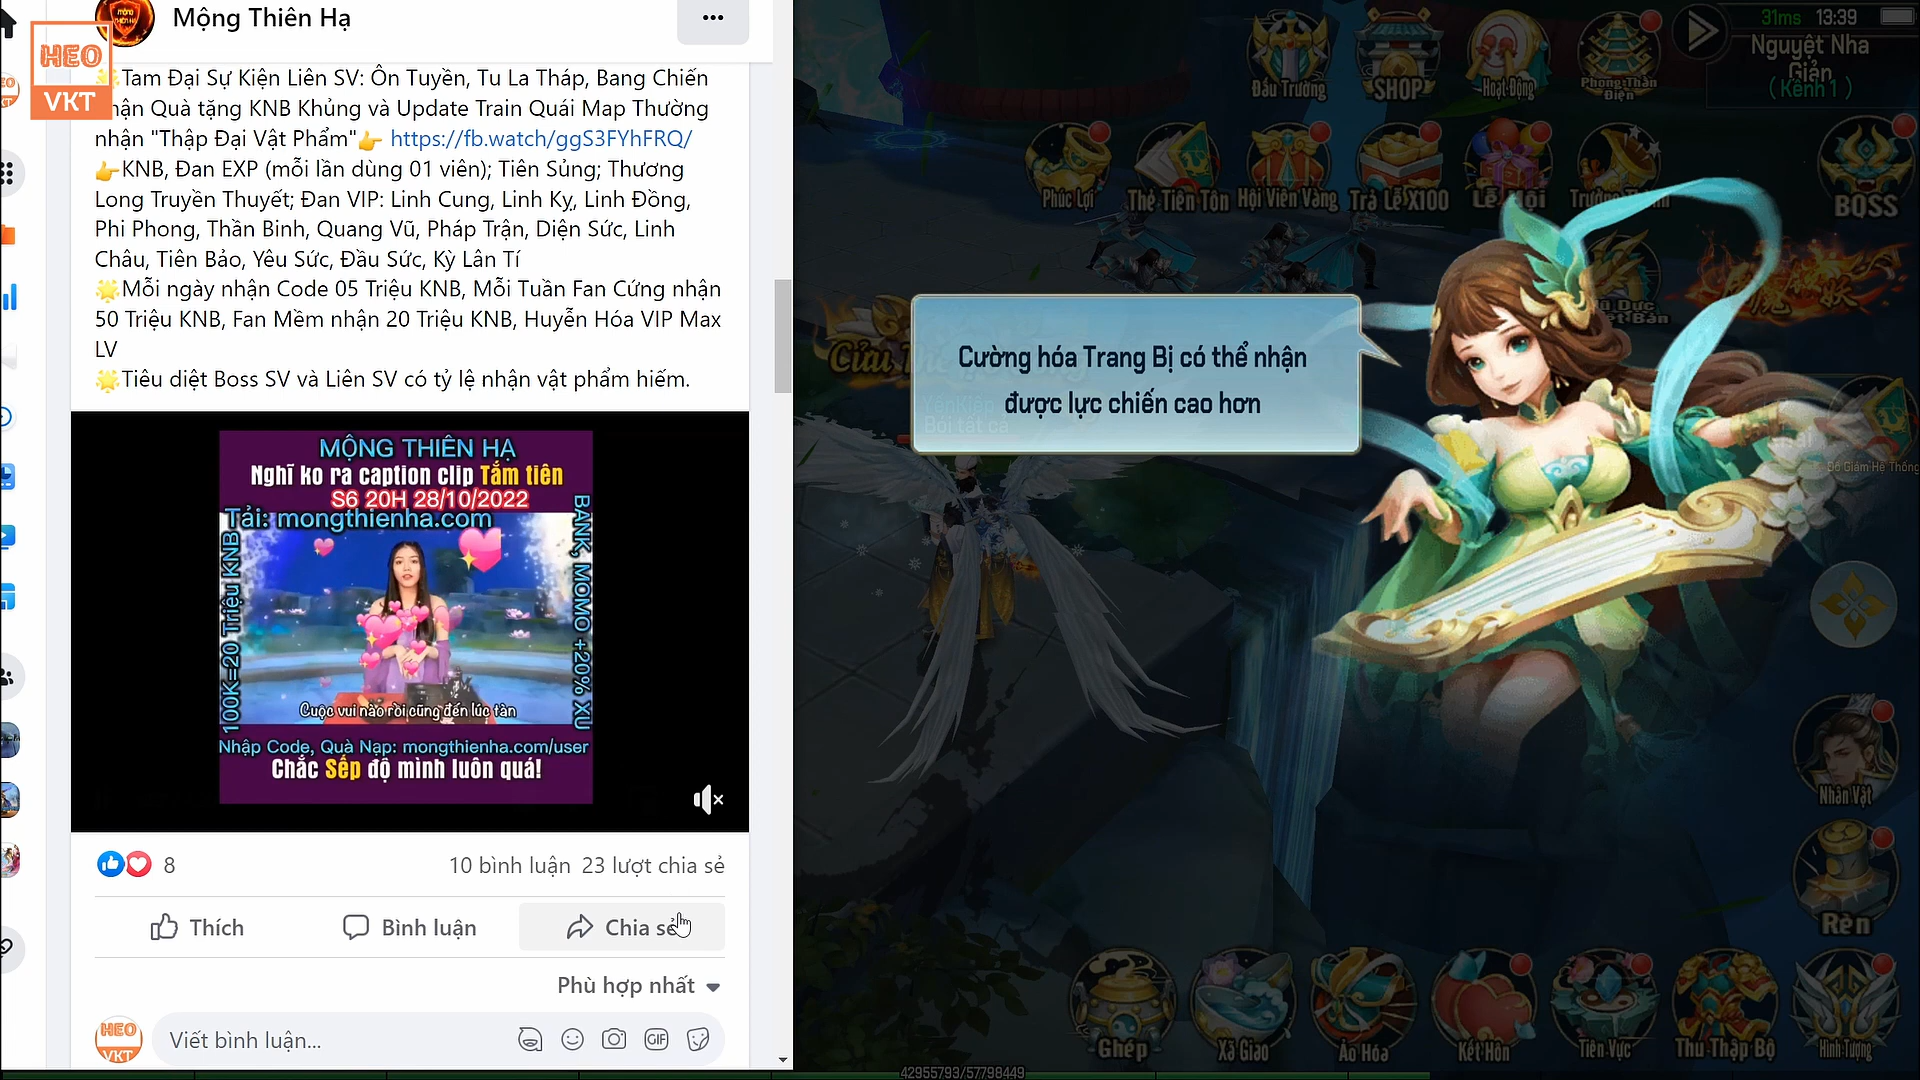 Mộng Thiên Hạ
HEO
VKT
Tam Đại Sự Kiện Liên SV: Ôn Tuyền, Tu La Tháp, Bang Chiến
nhận Quà tặng KNB Khủng và Update Train Quái Map Thường
nhận "Thập Đại Vật Phẩm" https://fb.watch/ggS3FYhFRQ/
KNB, Đan EXP (mỗi lần dùng 01 viên); Tiên Sủng; Thương
Long Truyền Thuyết; Đan VIP: Linh Cung, Linh Kỵ, Linh Đồng,
Phi Phong, Thần Binh, Quang Vũ, Pháp Trận, Diện Sức, Linh
Châu, Tiên Bảo, Yêu Sức, Đầu Sức, Kỳ Lân Tí
Mỗi ngày nhận Code 05 Triệu KNB, Mỗi Tuần Fan Cứng nhận
50 Triệu KNB, Fan Mềm nhận 20 Triệu KNB, Huyễn Hóa VIP Max
LV
Tiêu diệt Boss SV và Liên SV có tỷ lệ nhận vật phẩm hiếm.
MỘNG THIÊN HẠ
Nghĩ ko ra caption clip Tắm tiên
S6 20H 28/10/2022
Tải: mongthienha.com
100K=20 Triệu KNB
BANK, MOMO +20% XU
Cuộc vui nào rồi cũng đến lúc tàn
Nhập Code, Quà Nạp: mongthienha.com/user
Chắc Sếp độ mình luôn quá!
8
10 bình luận 23 lượt chia sẻ
Thích
Bình luận
Chia sẻ
Phù hợp nhất
HEO
VKT
Viết bình luận...
GIF
31ms 13:39
Nguyệt Nha
Giản
( Kênh 1 )
Đấu Trường
SHOP
Hoạt Động
Phong Thần
Điện
Phúc Lợi
Thẻ Tiên Tôn
Hội Viên Vàng
Trả Lễ X100
Lễ Hội
BOSS
Cường hóa Trang Bị có thể nhận
được lực chiến cao hơn
Bói tất cả
Nhân Vật
Rèn
Ghép
Xã Giao
Ảo Hóa
Kết Hôn
Tiên Vực
Thu Thập Bộ
Hình Tượng
42955793/57798449